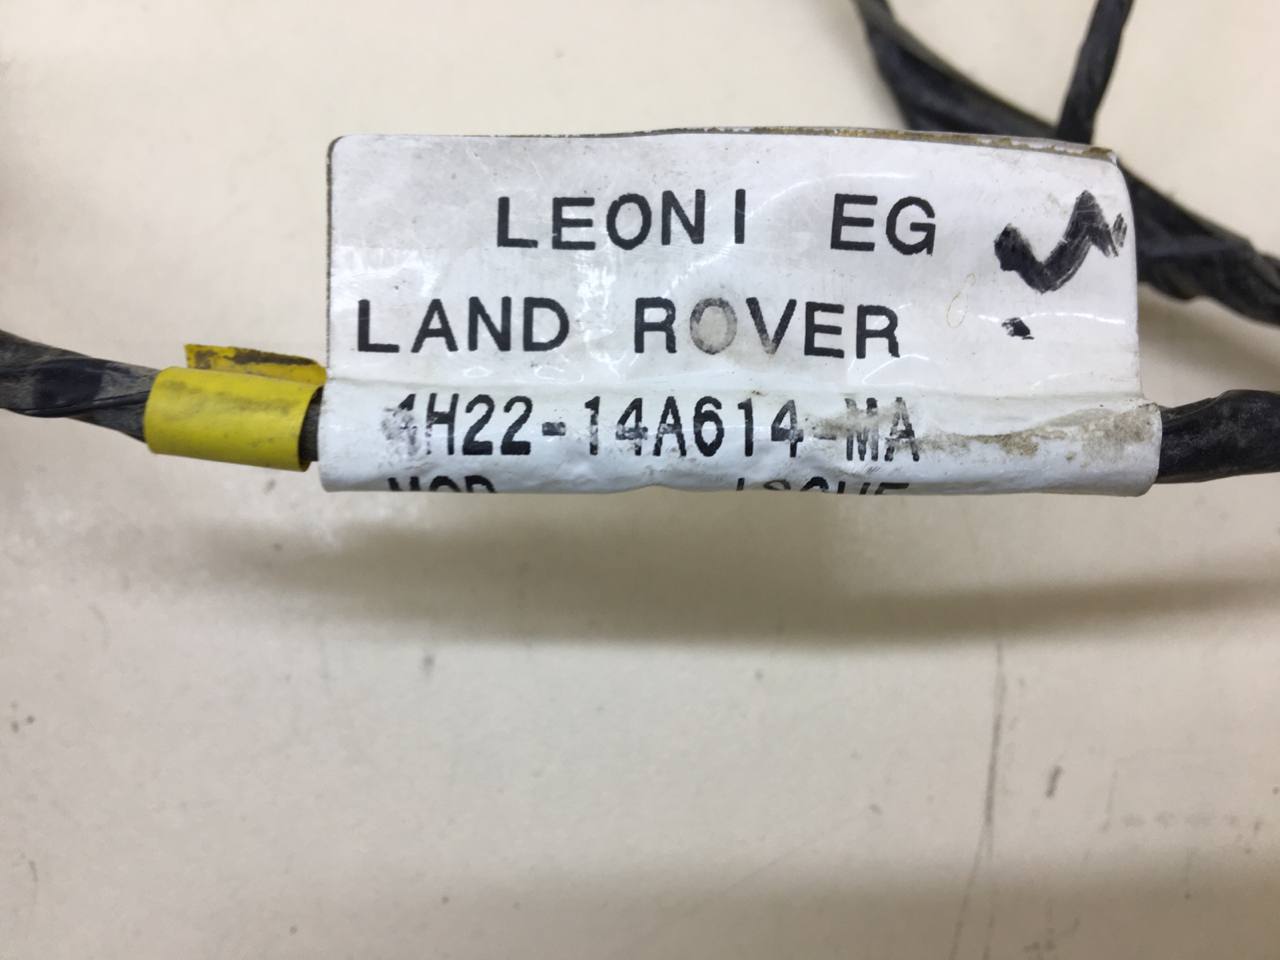 LEONI EG
LAND ROVER
4H22-14A614-MA